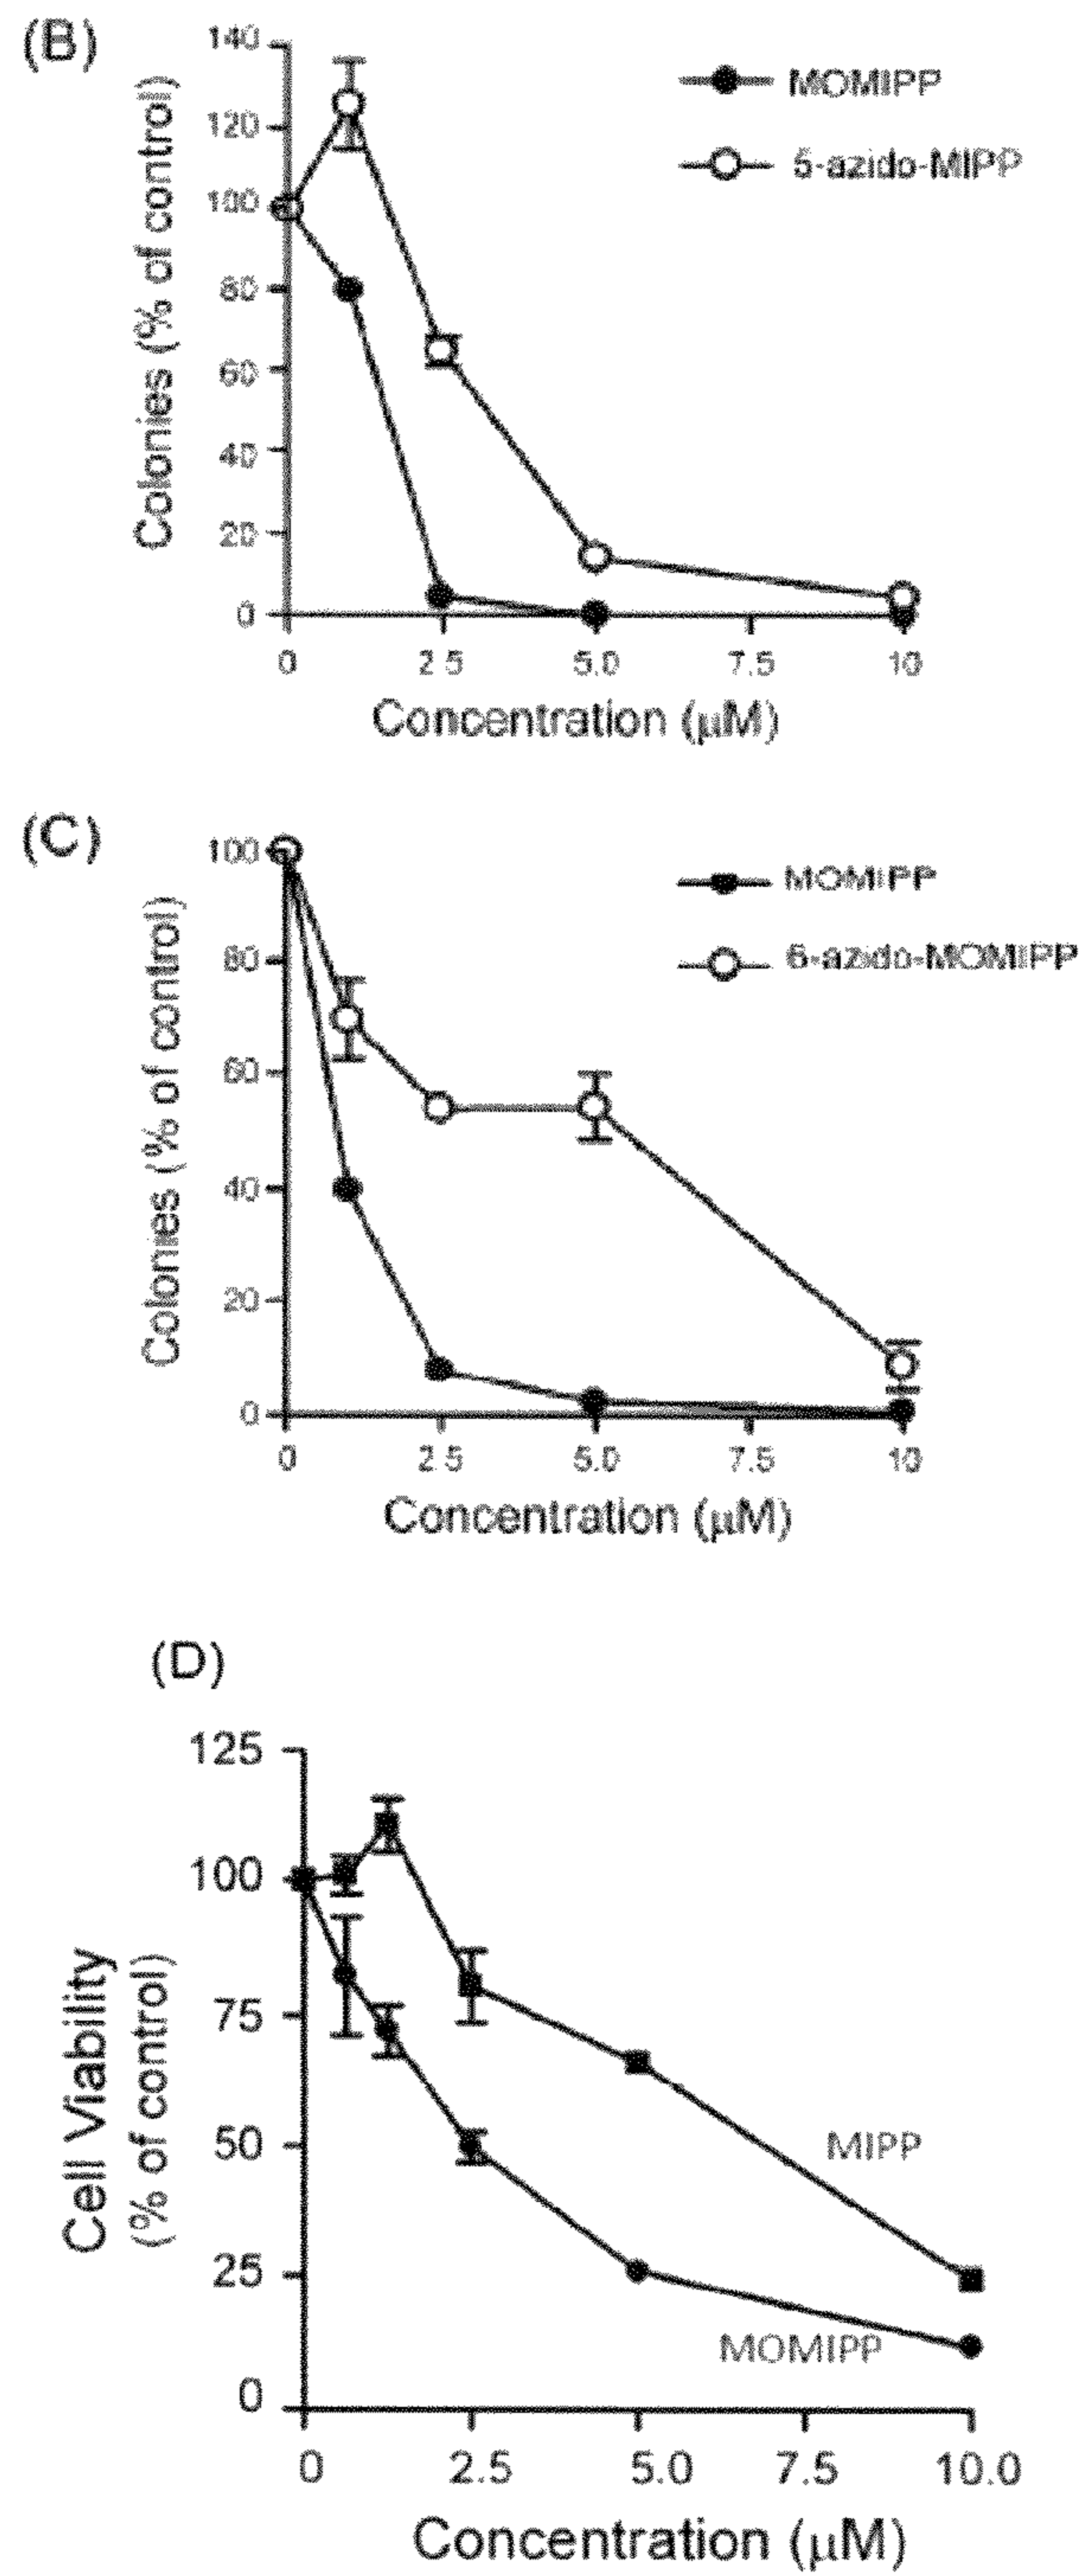 (B)
140
120
100
80
60
40
20
0
Colonies (% of control)
MOMIPP
5-azido-MIPP
0 2.5 5.0 7.5 10
Concentration (μM)
(C)
100
80
60
40
20
0
Colonies (% of control)
MOMIPP
6-azido-MOMIPP
0 2.5 5.0 7.5 10
Concentration (μM)
(D)
125
100
75
50
25
0
Cell Viability
(% of control)
MIPP
MOMIPP
0 2.5 5.0 7.5 10.0
Concentration (μM)